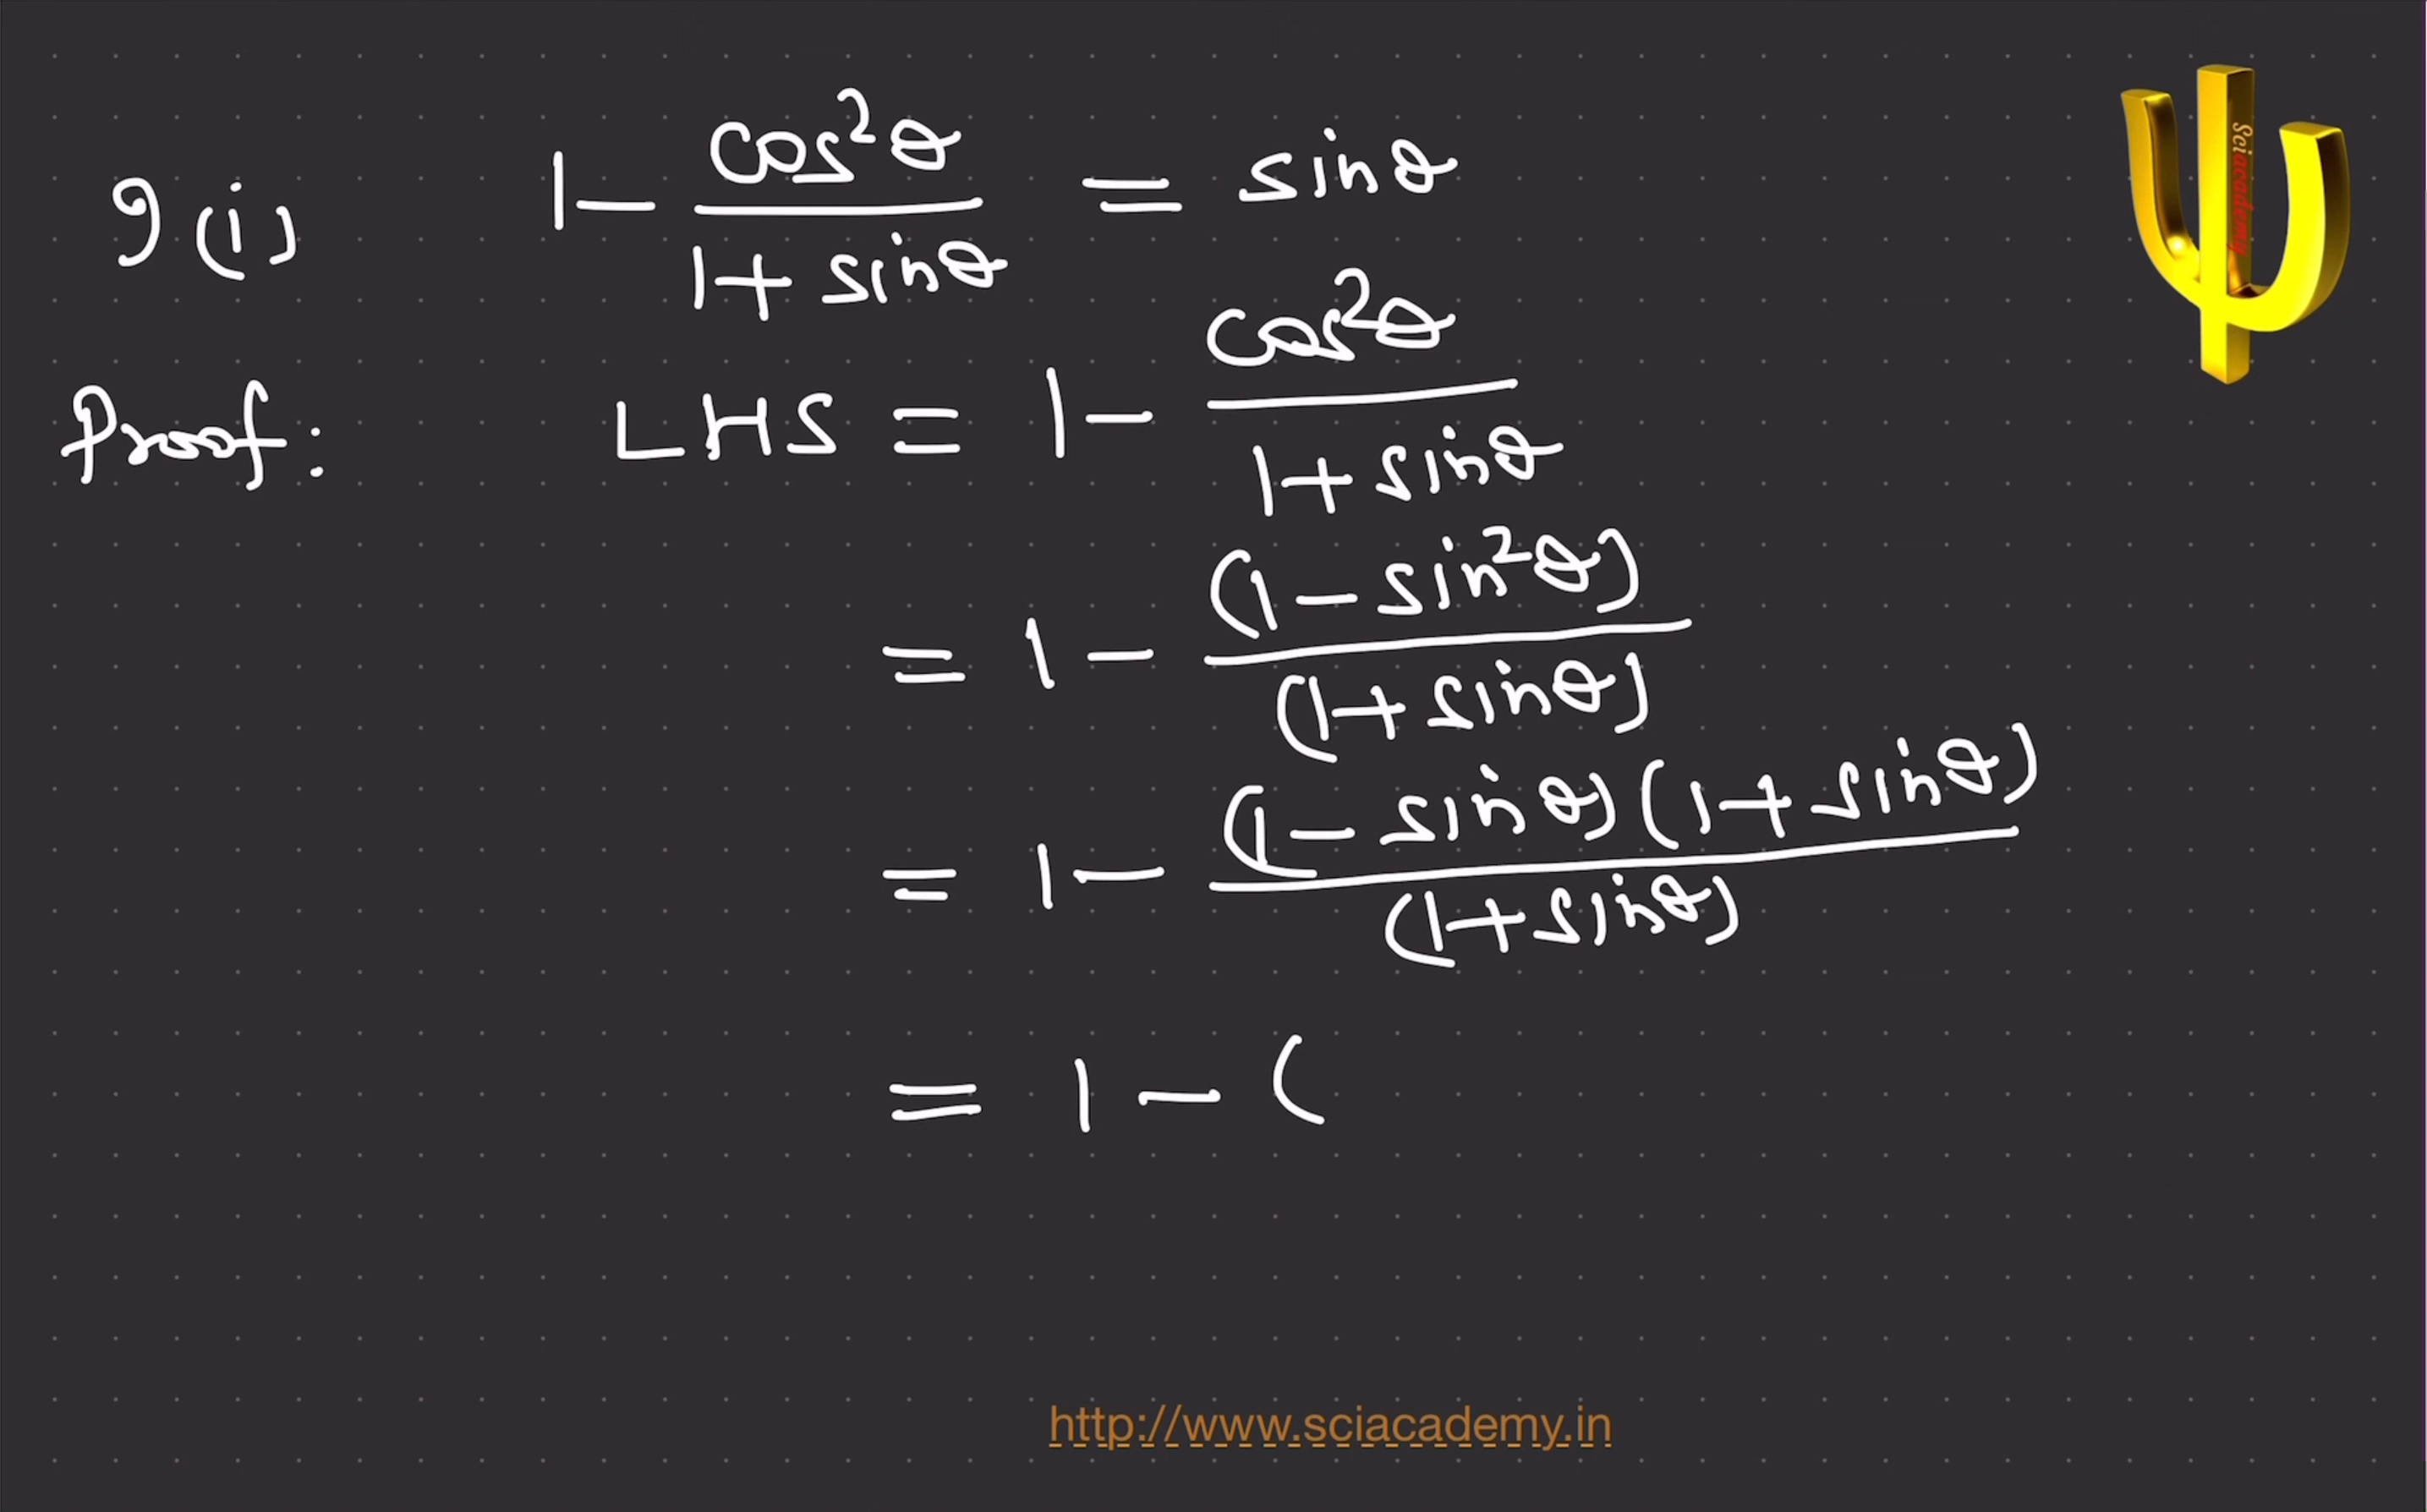 9(i) 1 - cos²θ / 1 + sinθ = sinθ
Proof: LHS = 1 - cos²θ / 1 + sinθ
= 1 - (1 - sin²θ) / (1 + sinθ)
= 1 - (1 - sinθ)(1 + sinθ) / (1 + sinθ)
= 1 - (
Sciacademy
http://www.sciacademy.in